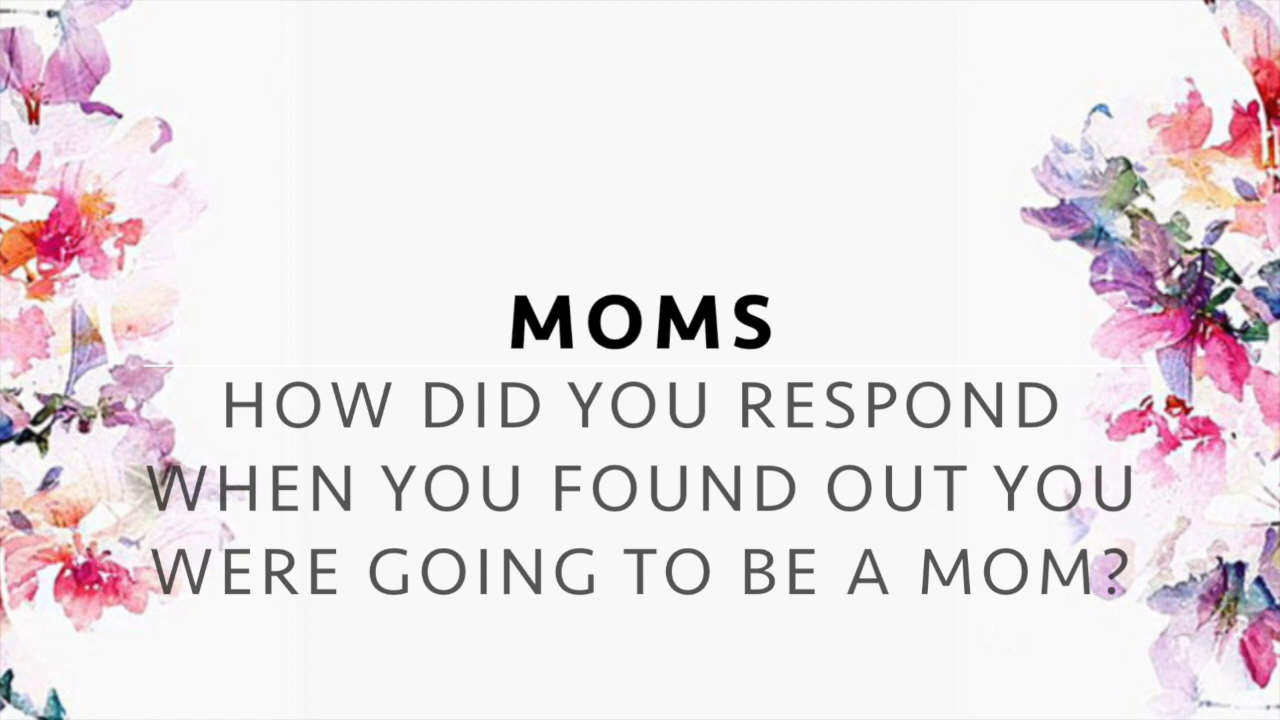 MOMS
HOW DID YOU RESPOND
WHEN YOU FOUND OUT YOU
WERE GOING TO BE A MOM?